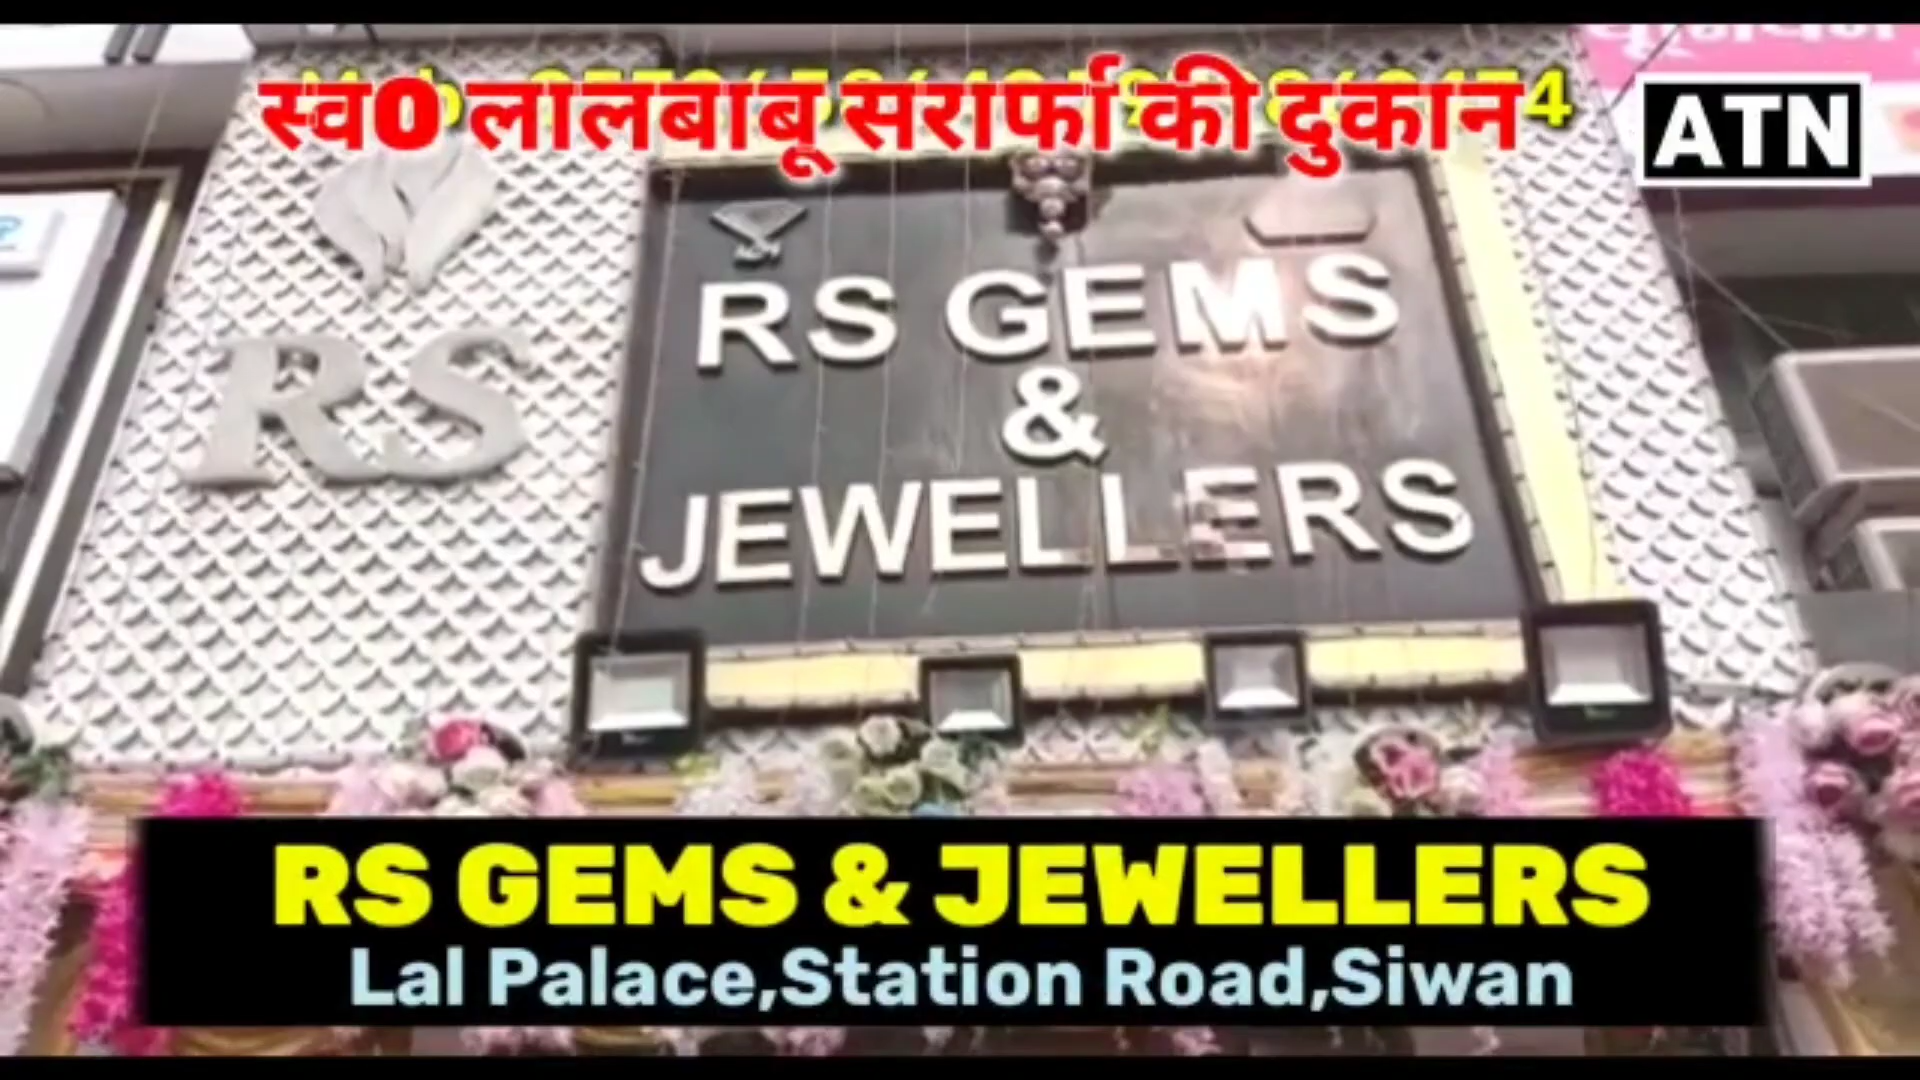 स्व0 लालबाबू सरार्फा की दुकान
ATN
RS
RS GEMS
&
JEWELLERS
RS GEMS & JEWELLERS
Lal Palace,Station Road,Siwan